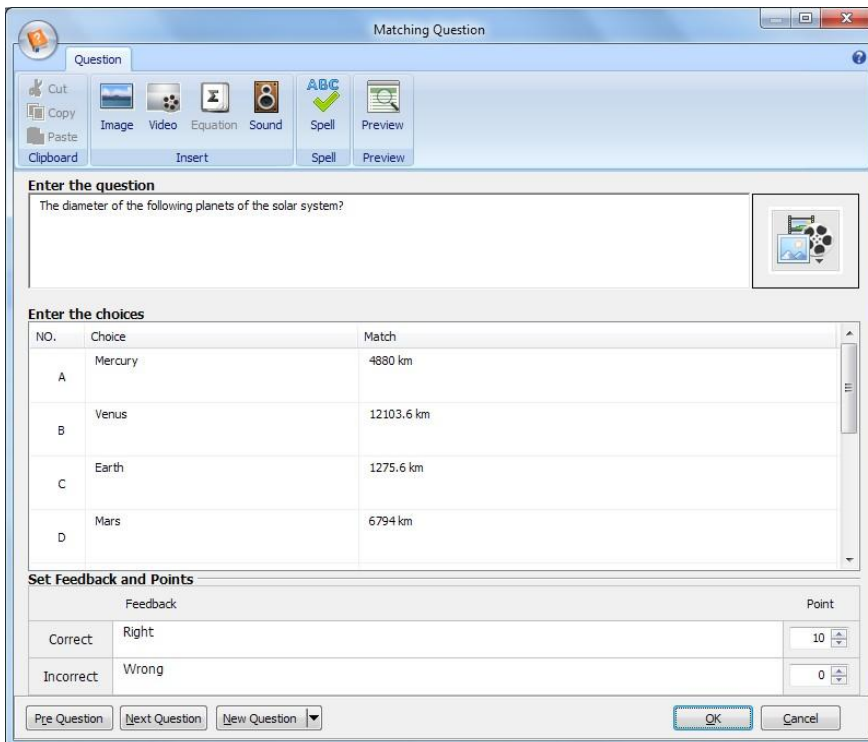 Matching Question
Question
Cut
Copy
Paste
Clipboard
Image Video Equation Sound
Insert
ABC
Spell
Spell
Preview
Preview
Enter the question
The diameter of the following planets of the solar system?
Enter the choices
NO. Choice Match
A Mercury 4880 km
B Venus 12103.6 km
C Earth 1275.6 km
D Mars 6794 km
Set Feedback and Points
Feedback Point
Correct Right 10
Incorrect Wrong 0
Pre Question Next Question New Question OK Cancel